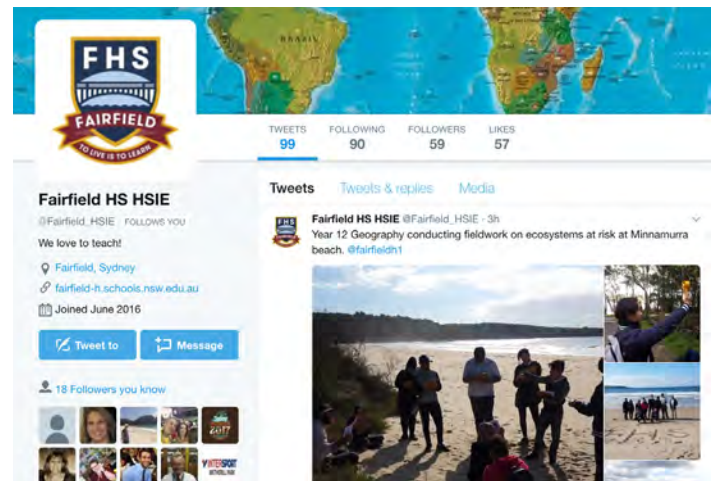 BRAZIL
FHS
FAIRFIELD
TO LIVE IS TO LEARN
TWEETS FOLLOWING FOLLOWERS LIKES
99 90 59 57
Fairfield HS HSIE
@Fairfield_HSIE FOLLOWS YOU
We love to teach!
Fairfield, Sydney
fairfield-h.schools.nsw.edu.au
Joined June 2016
Tweet to Message
18 Followers you know
2017
INTERSPORT
Tweets Tweets & replies Media
FHS
Fairfield HS HSIE @Fairfield_HSIE · 3h
Year 12 Geography conducting fieldwork on ecosystems at risk at Minnamurra
beach. @fairfieldh1